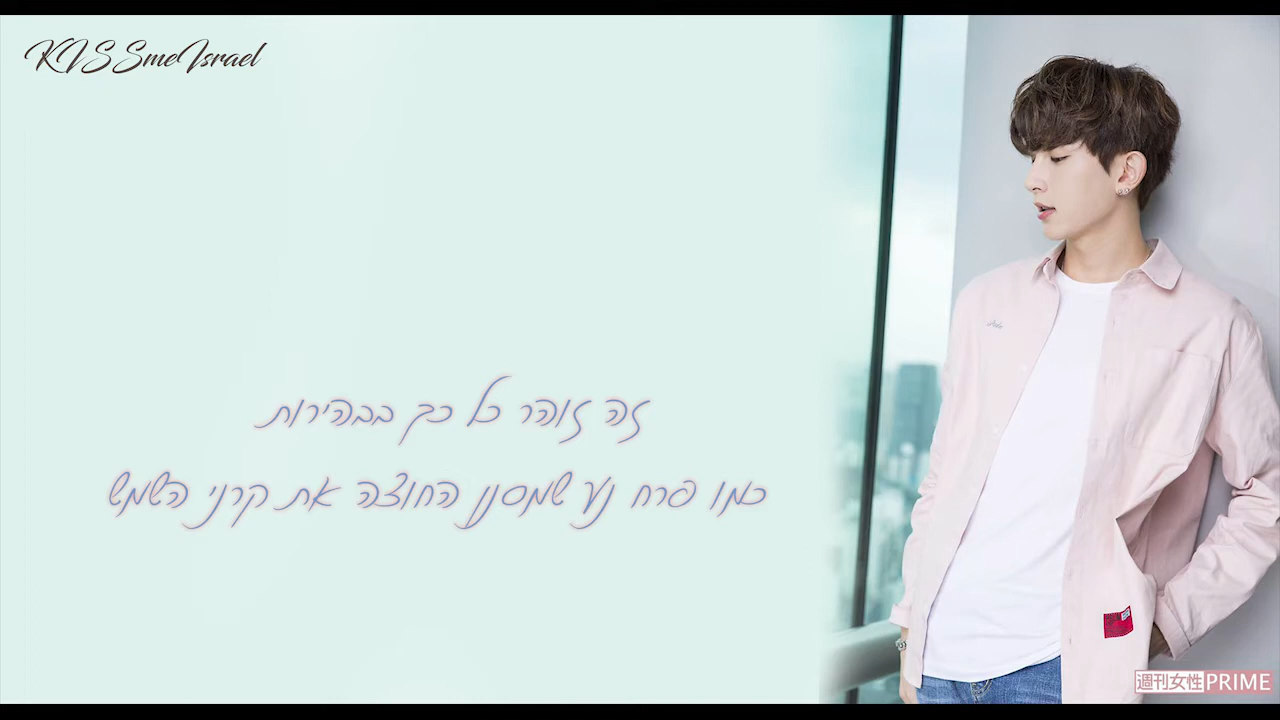 KISSmeIsrael
זה זוהר כל כך בבהירות
כמו פרח נע שמסנן החוצה את קרני השמש
週刊女性PRIME